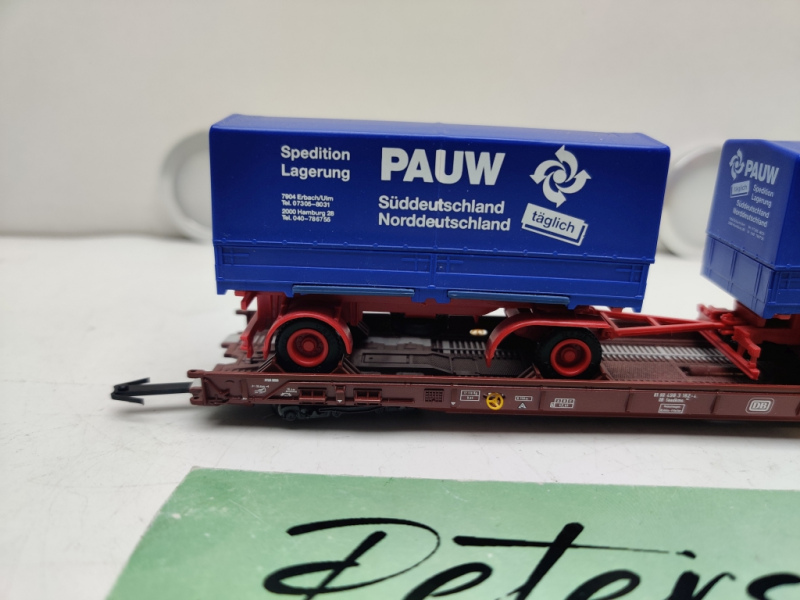 Spedition
Lagerung
PAUW
7904 Erbach/Ulm
Tel. 07305-8031
2000 Hamburg 28
Tel. 040-788755
Süddeutschland
Norddeutschland
täglich
PAUW
Spedition
Lagerung
Süddeutschland
Norddeutschland
A
DB
Peters